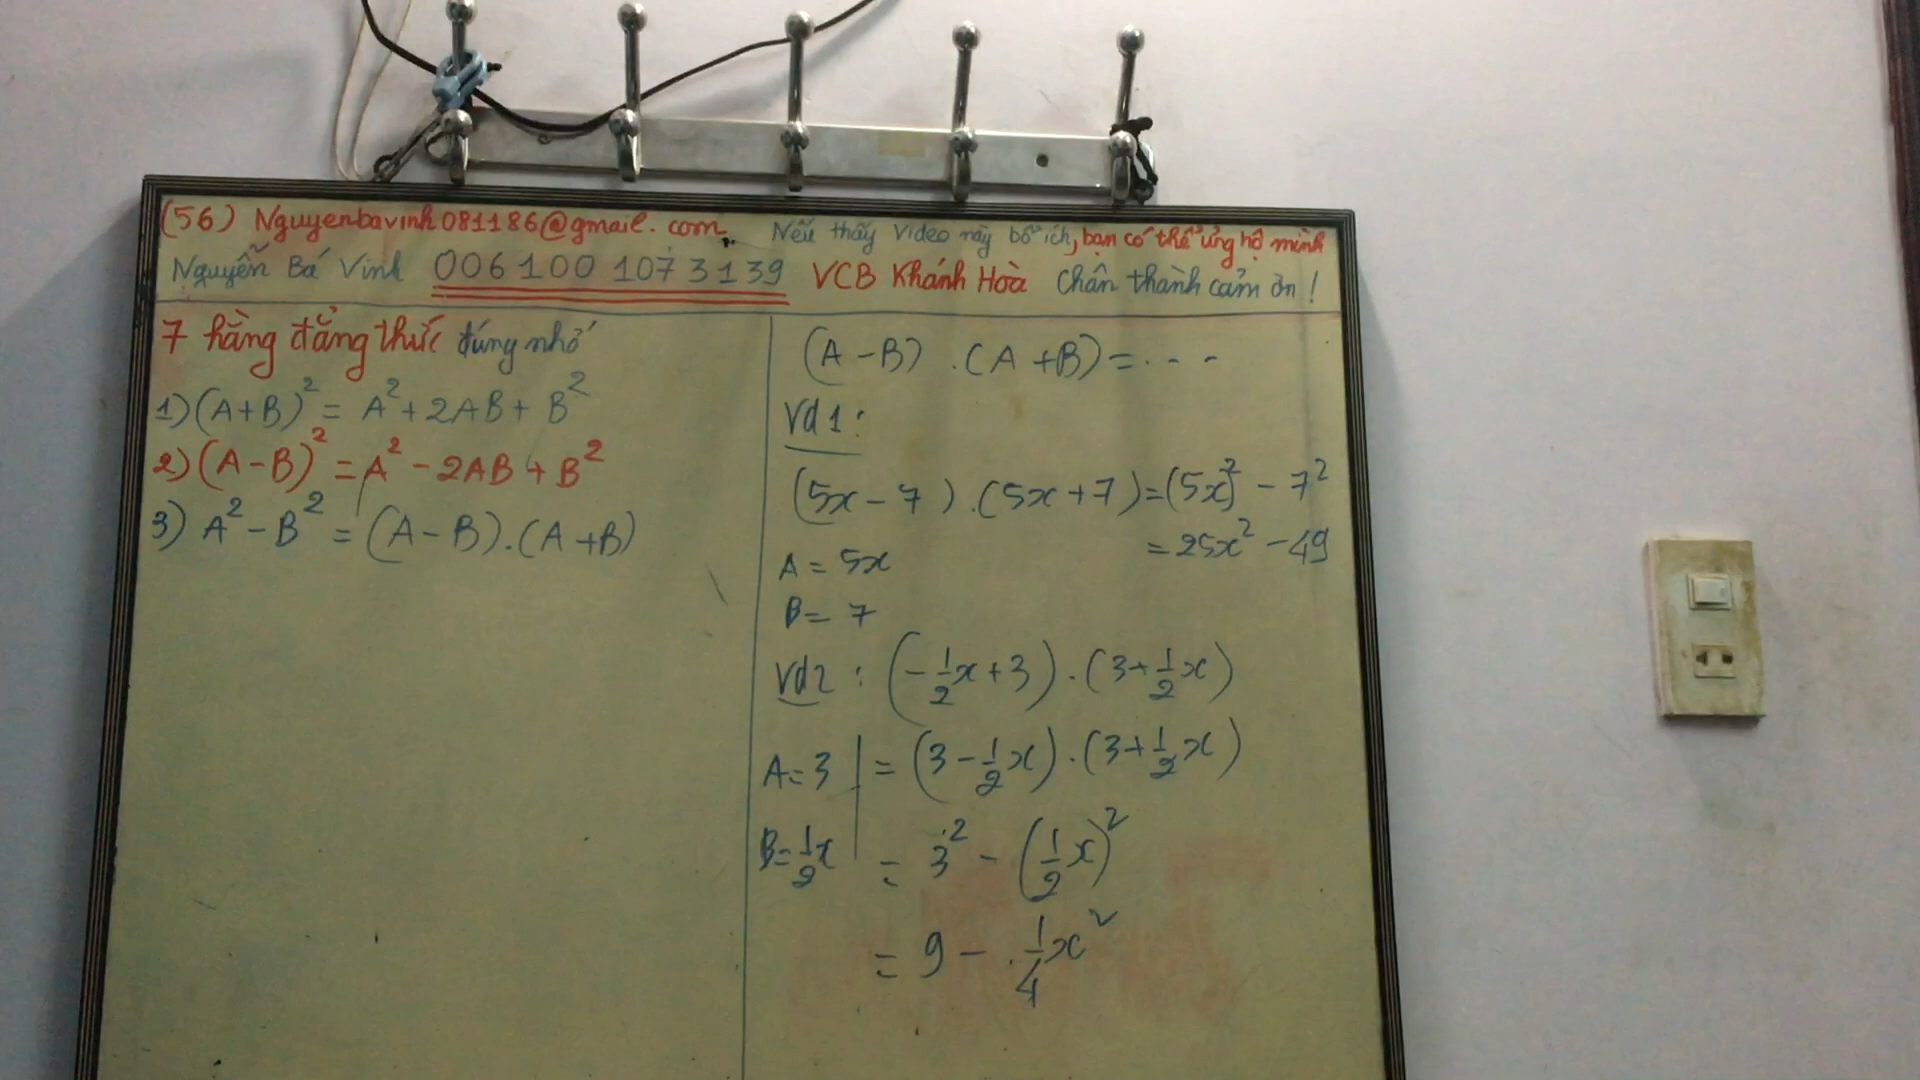 (56) Nguyenbavinh081186@gmail.com. Nếu thấy Video này bổ ích, bạn có thể ủng hộ mình
Nguyễn Bá Vinh 0061001073139 VCB Khánh Hòa Chân thành cảm ơn!
7 hằng đẳng thức đáng nhớ
1) (A+B)² = A² + 2AB + B²
2) (A-B)² = A² - 2AB + B²
3) A² - B² = (A-B).(A+B)
(A-B).(A+B) = ...
Vd1:
(5x-7).(5x+7) = (5x)² - 7²
= 25x² - 49
A = 5x
B = 7
Vd2: (-1/2x+3).(3+1/2x)
A=3 | = (3-1/2x).(3+1/2x)
B=1/2x | = 3² - (1/2x)²
= 9 - 1/4x²